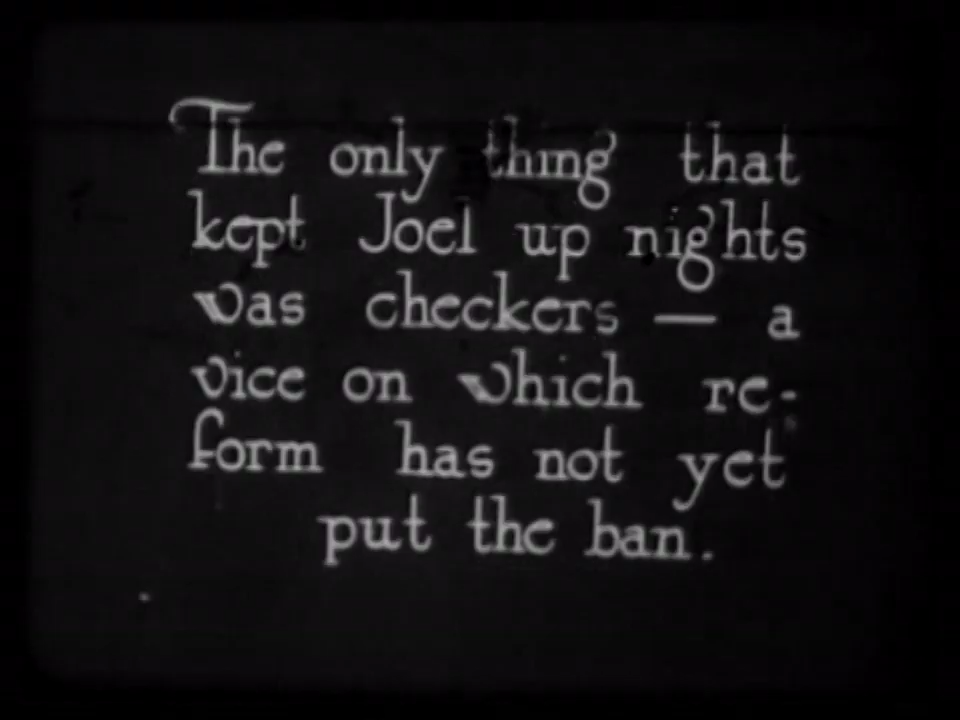 The only thing that
kept Joel up nights
was checkers — a
vice on which re-
form has not yet
put the ban.